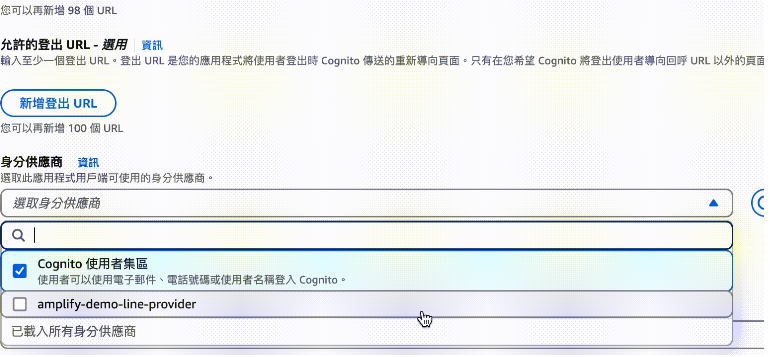 您可以再新增 98 個 URL
允許的登出 URL - 選用 資訊
輸入至少一個登出 URL。登出 URL 是您的應用程式將使用者登出時 Cognito 傳送的重新導向頁面。只有在您希望 Cognito 將登出使用者導向回呼 URL 以外的頁面
新增登出 URL
您可以再新增 100 個 URL
身分供應商 資訊
選取此應用程式用戶端可使用的身分供應商。
選取身分供應商
Cognito 使用者集區
使用者可以使用電子郵件、電話號碼或使用者名稱登入 Cognito。
amplify-demo-line-provider
已載入所有身分供應商